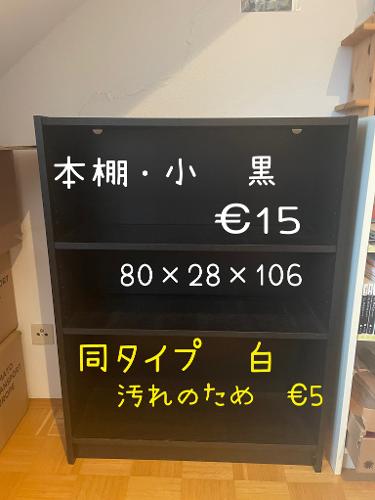 本棚・小　黒
€15
80×28×106
同タイプ　白
汚れのため　€5